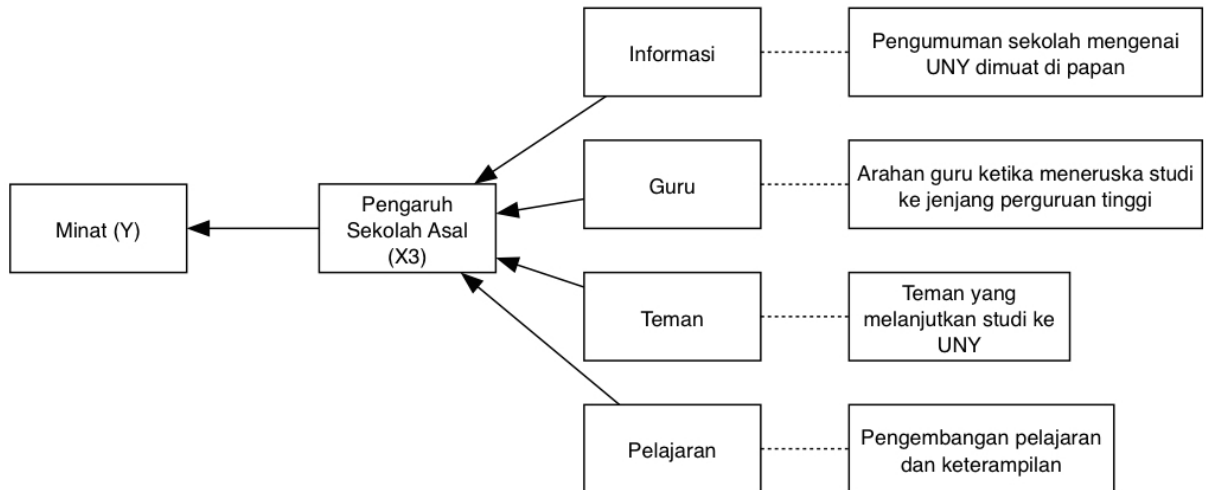 Informasi
Pengumuman sekolah mengenai
UNY dimuat di papan
Guru
Arahan guru ketika meneruska studi
ke jenjang perguruan tinggi
Minat (Y)
Pengaruh
Sekolah Asal
(X3)
Teman
Teman yang
melanjutkan studi ke
UNY
Pelajaran
Pengembangan pelajaran
dan keterampilan